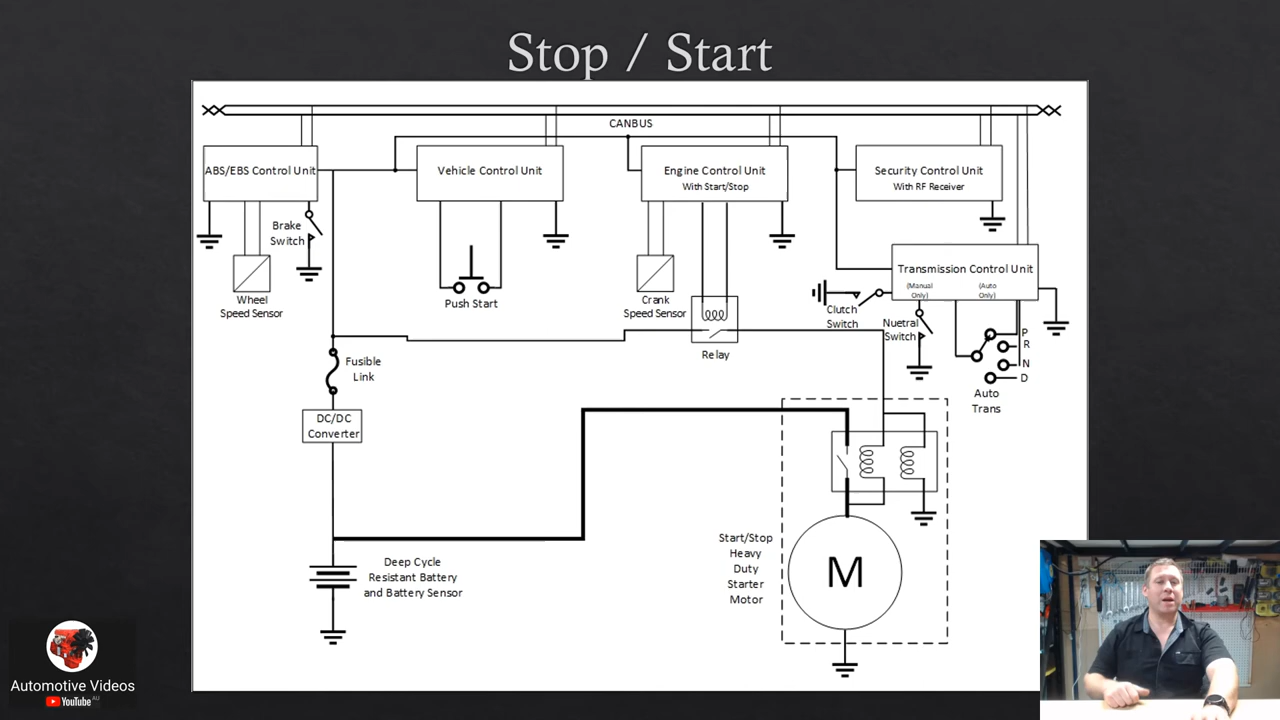 Stop / Start
CANBUS
ABS/EBS Control Unit
Vehicle Control Unit
Engine Control Unit
With Start/Stop
Security Control Unit
With RF Receiver
Brake
Switch
Transmission Control Unit
(Manual
Only)
(Auto
Only)
Wheel
Speed Sensor
Push Start
Crank
Speed Sensor
Clutch
Switch
Nuetral
Switch
P
R
N
D
Relay
Fusible
Link
Auto
Trans
DC/DC
Converter
Start/Stop
Heavy
Duty
Starter
Motor
M
Deep Cycle
Resistant Battery
and Battery Sensor
Automotive Videos
YouTube AU